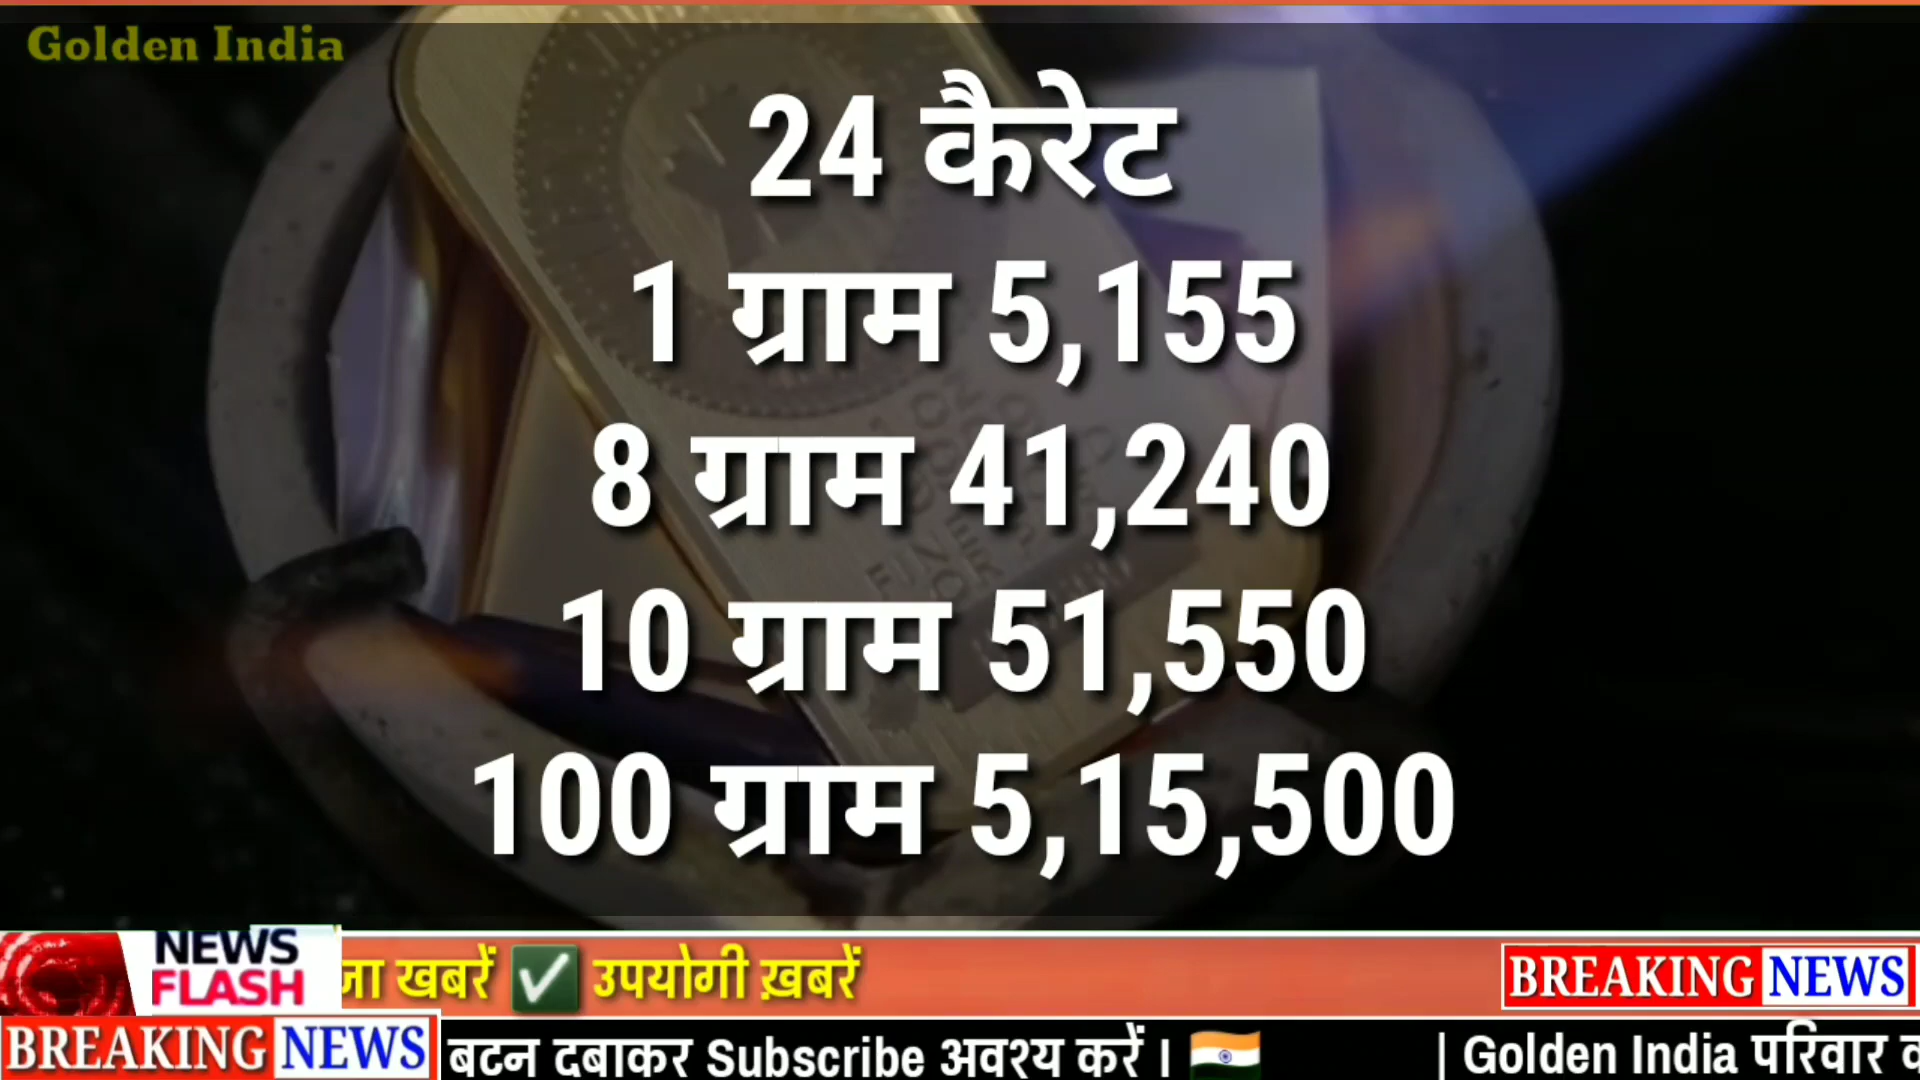 Golden India
24 कैरेट
1 ग्राम 5,155
8 ग्राम 41,240
10 ग्राम 51,550
100 ग्राम 5,15,500
NEWS
FLASH
खबरें ✅ उपयोगी ख़बरें
BREAKING NEWS
BREAKING NEWS
बटन दबाकर Subscribe अवश्य करें । 🇮🇳 | Golden India परिवार